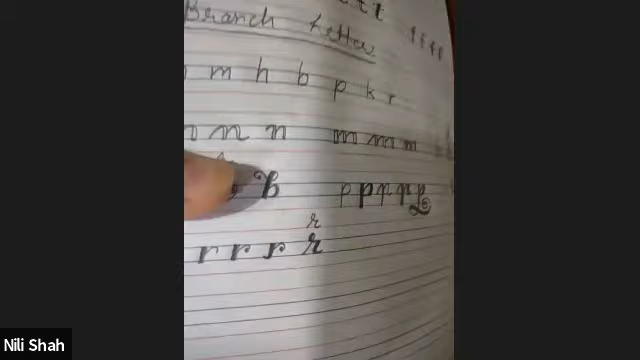 t t t
Branch Letter
m h b p k r
n n m m m
b p p p p p
r
r r r r
Nili Shah